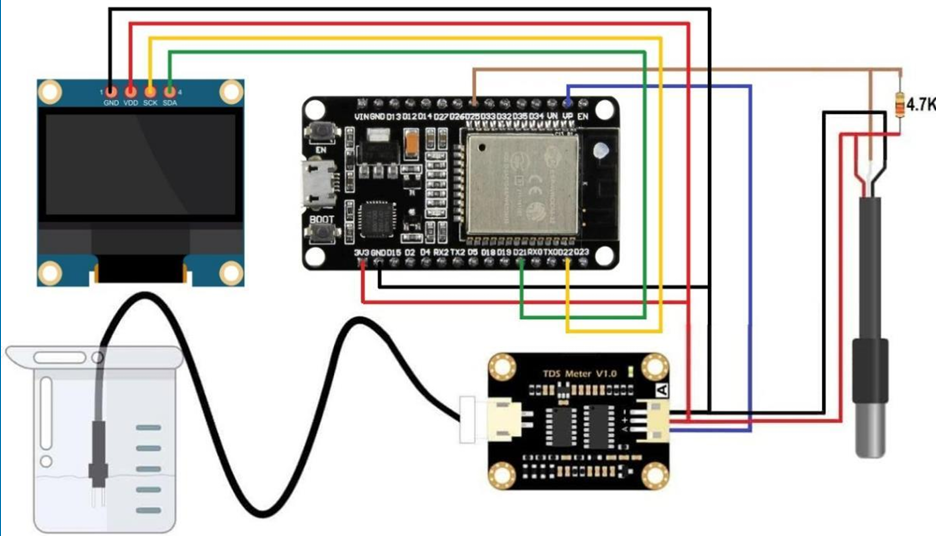 1 GND VDD SCK SDA 4
VIN GND D13 D12 D14 D27 D26 D25 D33 D32 D35 D34 VN VP EN
4.7K
EN
BOOT
3V3 GND D15 D2 D4 RX2 TX2 D5 D18 D19 D21 RX0 TX0 D22 D23
TDS Meter V1.0
A
A + -